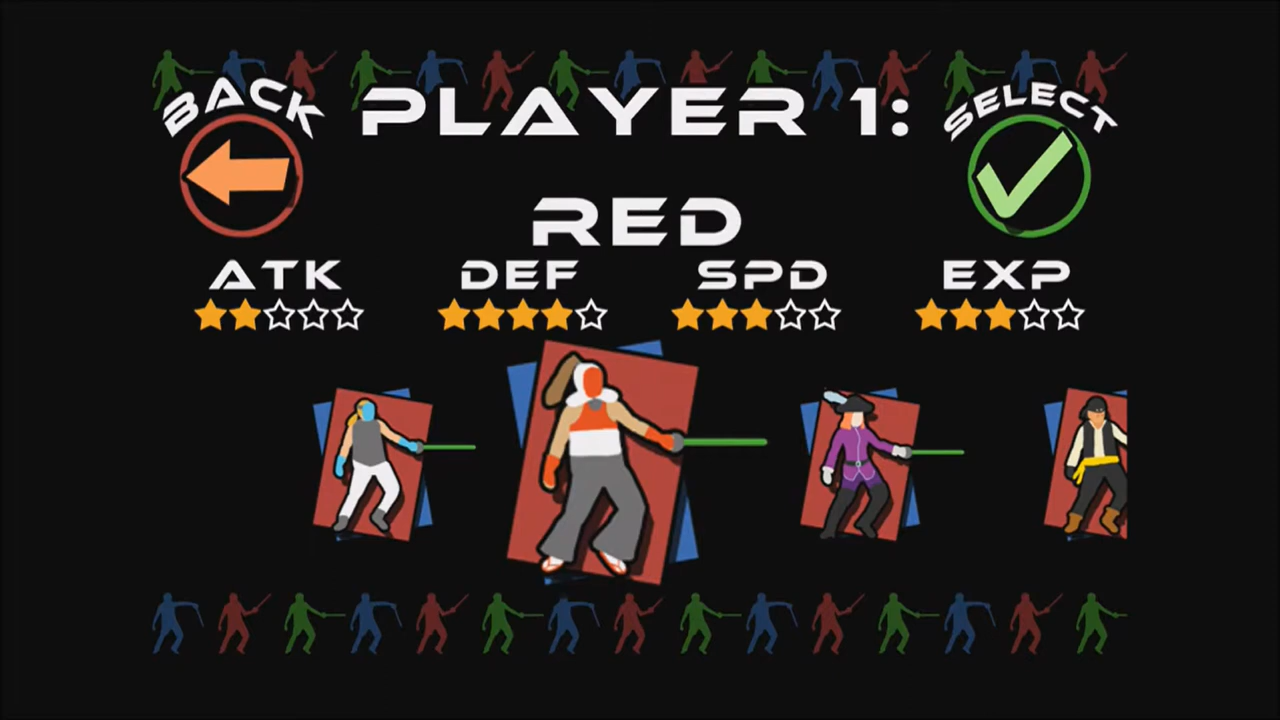 BACK
PLAYER 1:
SELECT
RED
ATK
DEF
SPD
EXP